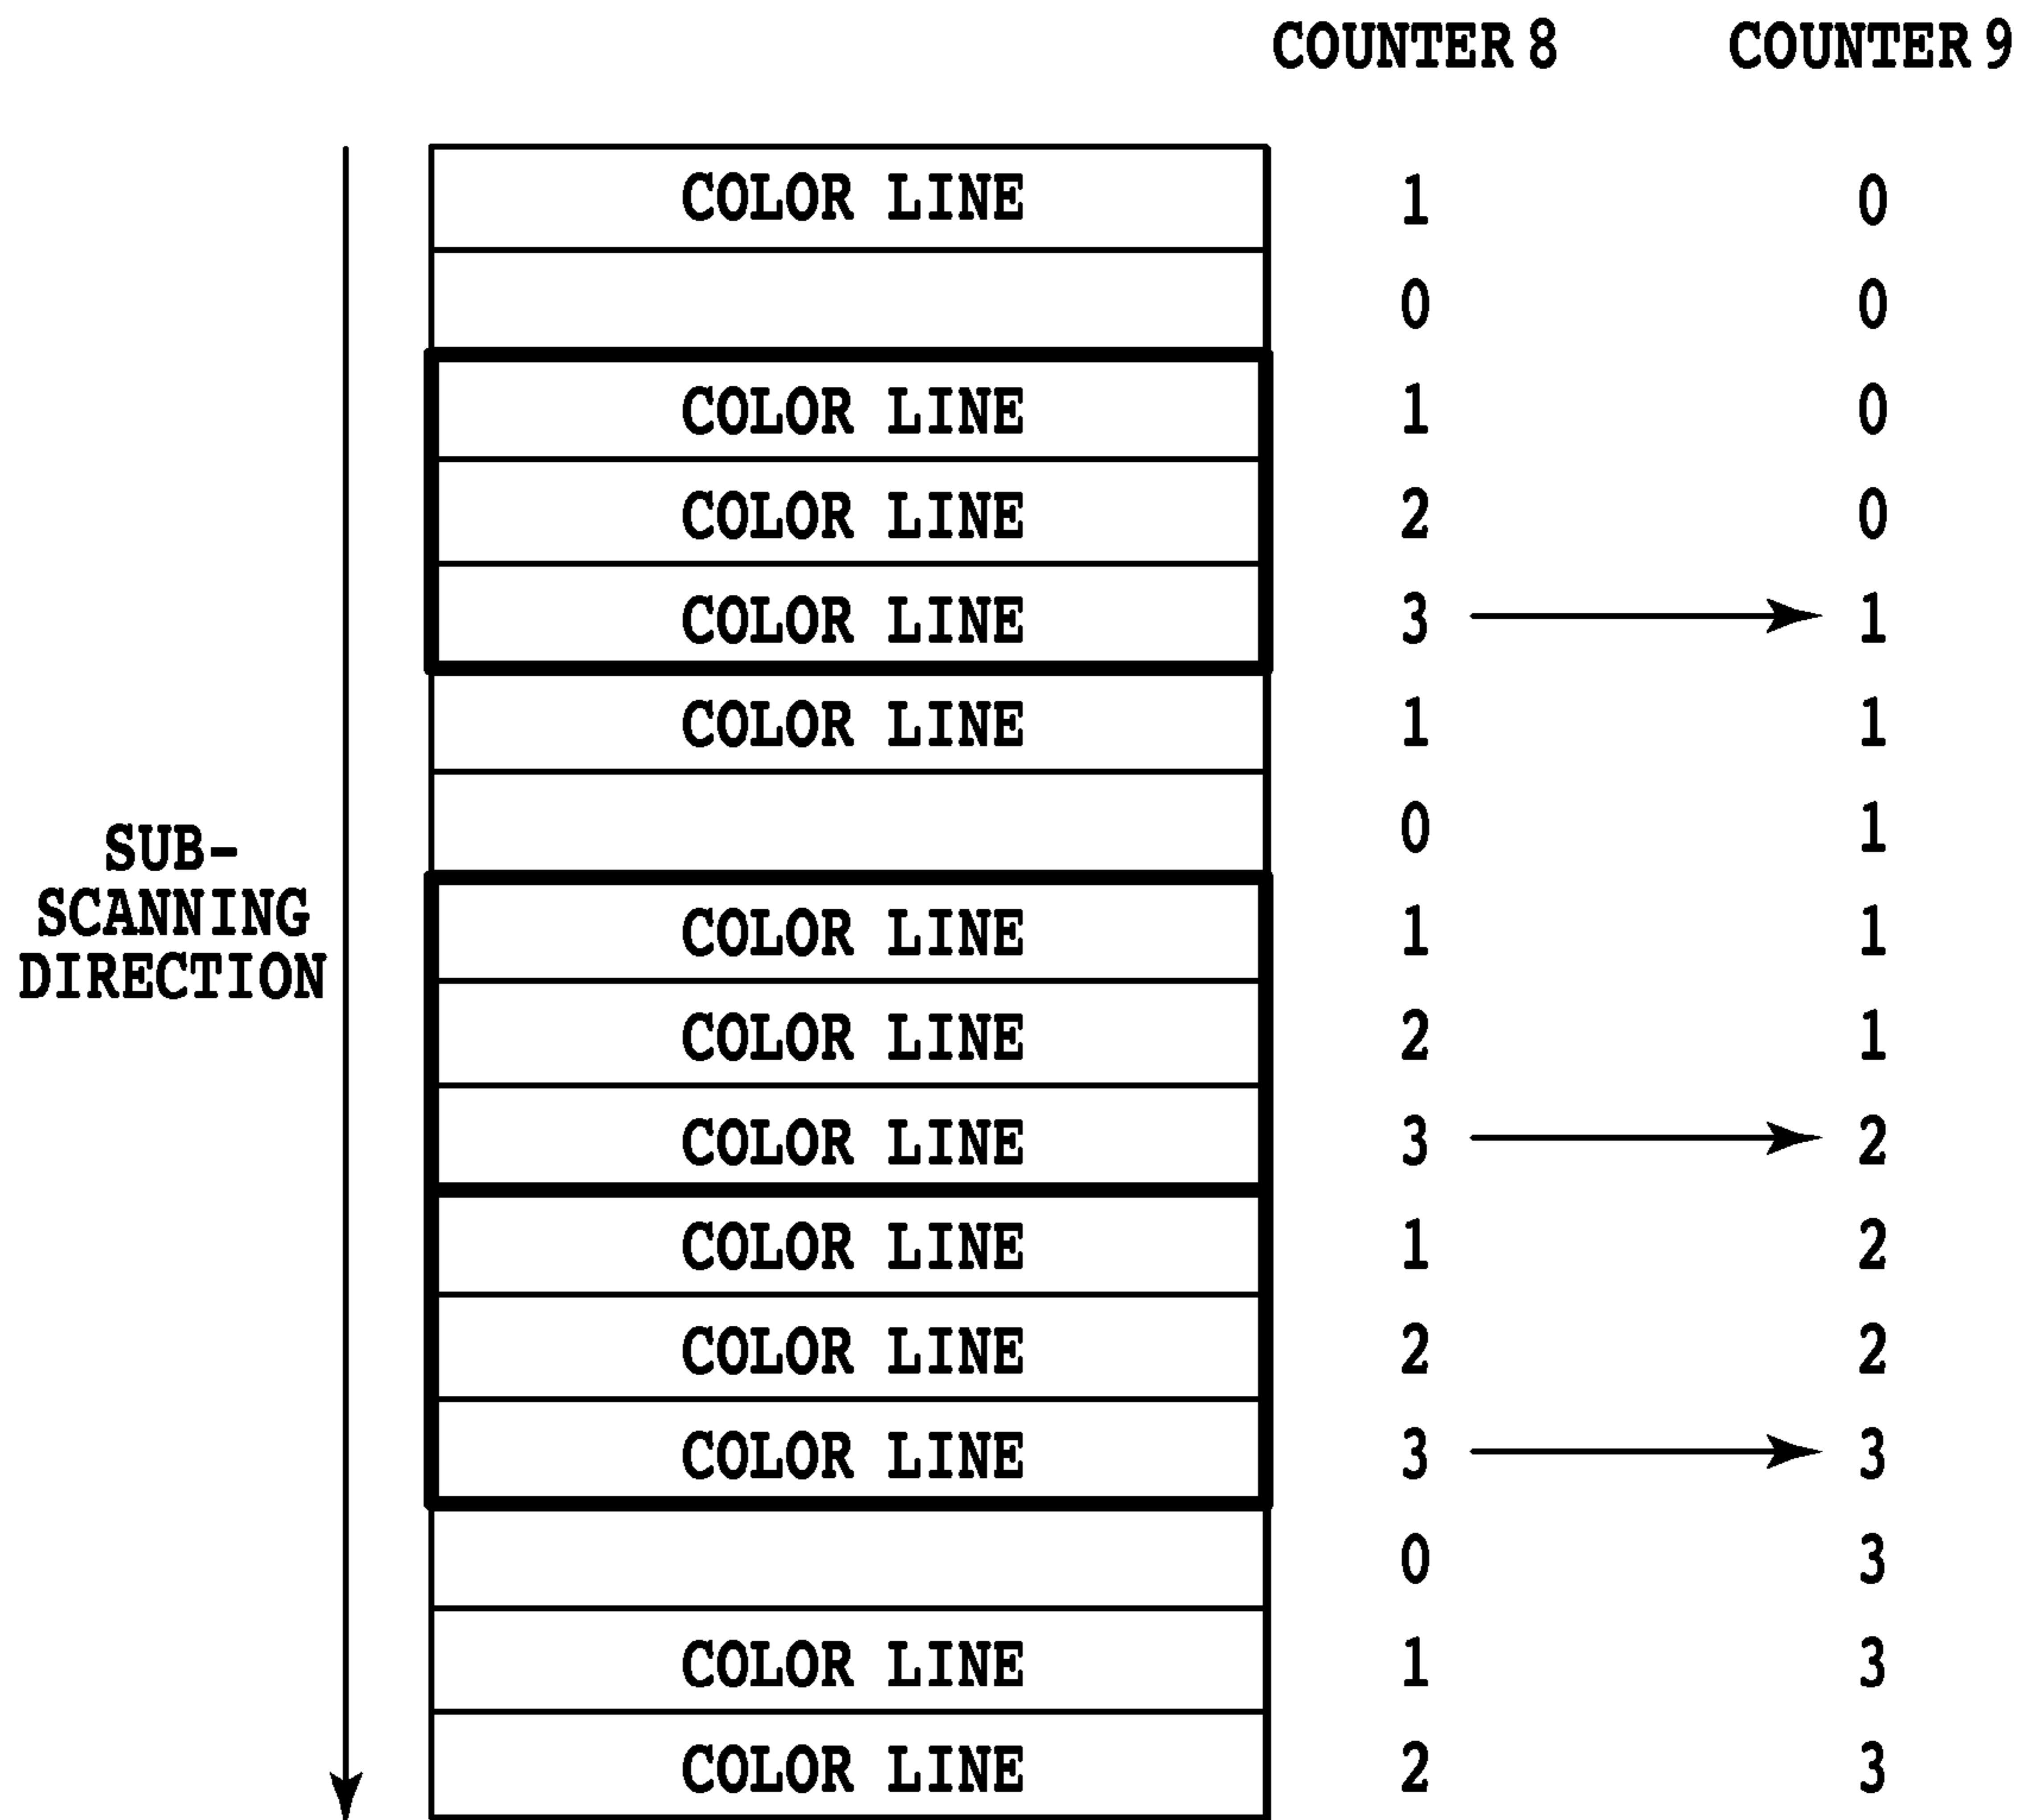 COUNTER 8 COUNTER 9
COLOR LINE 1 0
0 0
COLOR LINE 1 0
COLOR LINE 2 0
COLOR LINE 3 1
COLOR LINE 1 1
0 1
SUB-
SCANNING
DIRECTION
COLOR LINE 1 1
COLOR LINE 2 1
COLOR LINE 3 2
COLOR LINE 1 2
COLOR LINE 2 2
COLOR LINE 3 3
0 3
COLOR LINE 1 3
COLOR LINE 2 3